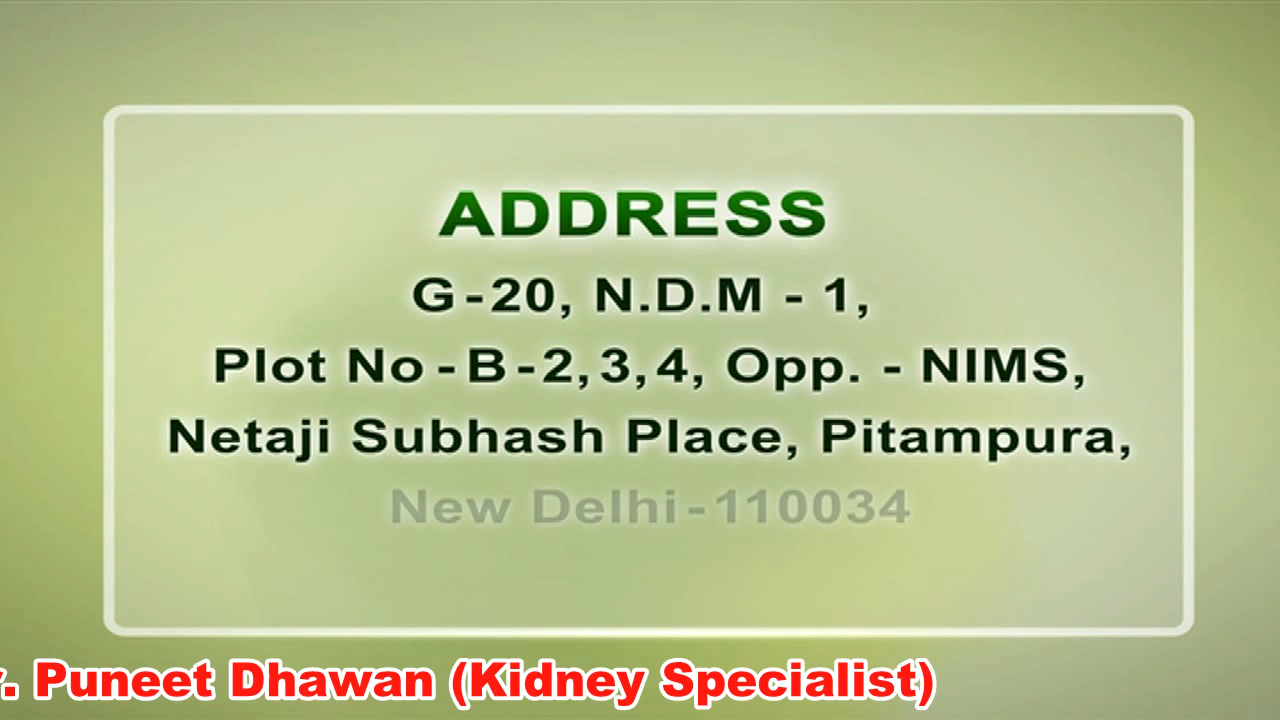 ADDRESS
G-20, N.D.M - 1,
Plot No-B-2,3,4, Opp. - NIMS,
Netaji Subhash Place, Pitampura,
New Delhi-110034
. Puneet Dhawan (Kidney Specialist)